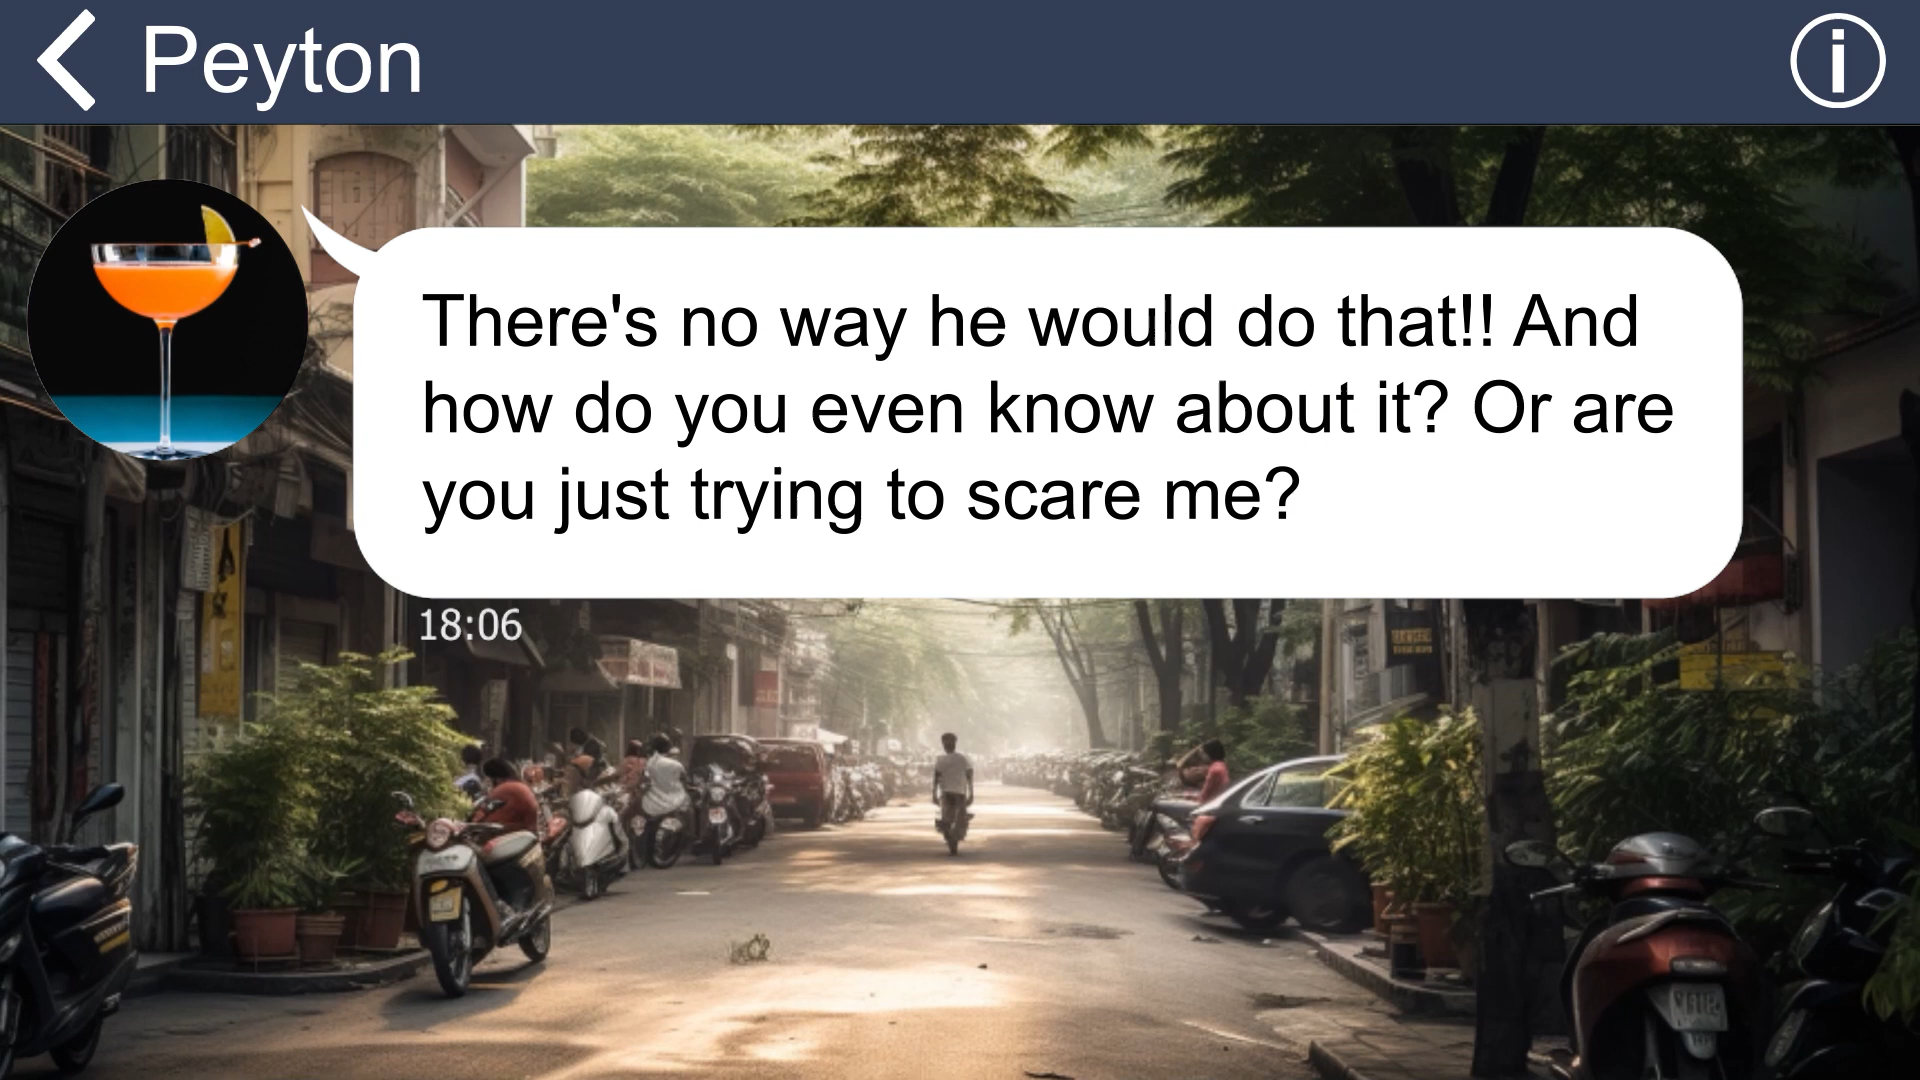 Peyton
There's no way he would do that!! And
how do you even know about it? Or are
you just trying to scare me?
18:06